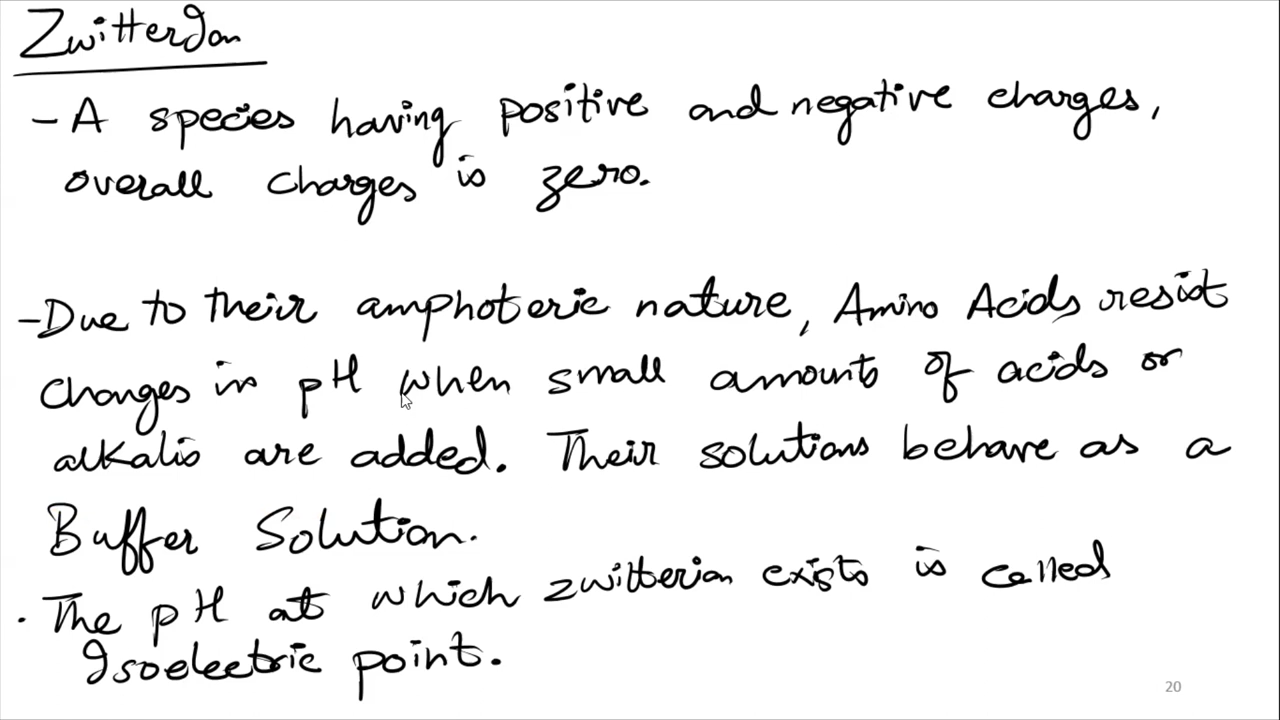 ZwitterIon
- A species having positive and negative charges,
overall charges is zero.
- Due to their amphoteric nature, Amino Acids resist
changes in pH when small amounts of acids or
alkalis are added. Their solutions behave as a
Buffer Solution.
. The pH at which zwitterion exists is called
Isoelectric point.
20